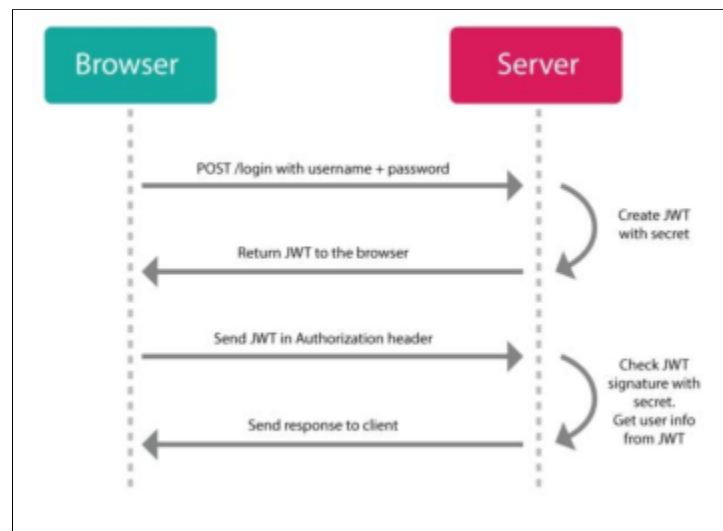 Browser
Server
POST /login with username + password
Create JWT
with secret
Return JWT to the browser
Send JWT in Authorization header
Check JWT
signature with
secret.
Get user info
from JWT
Send response to client